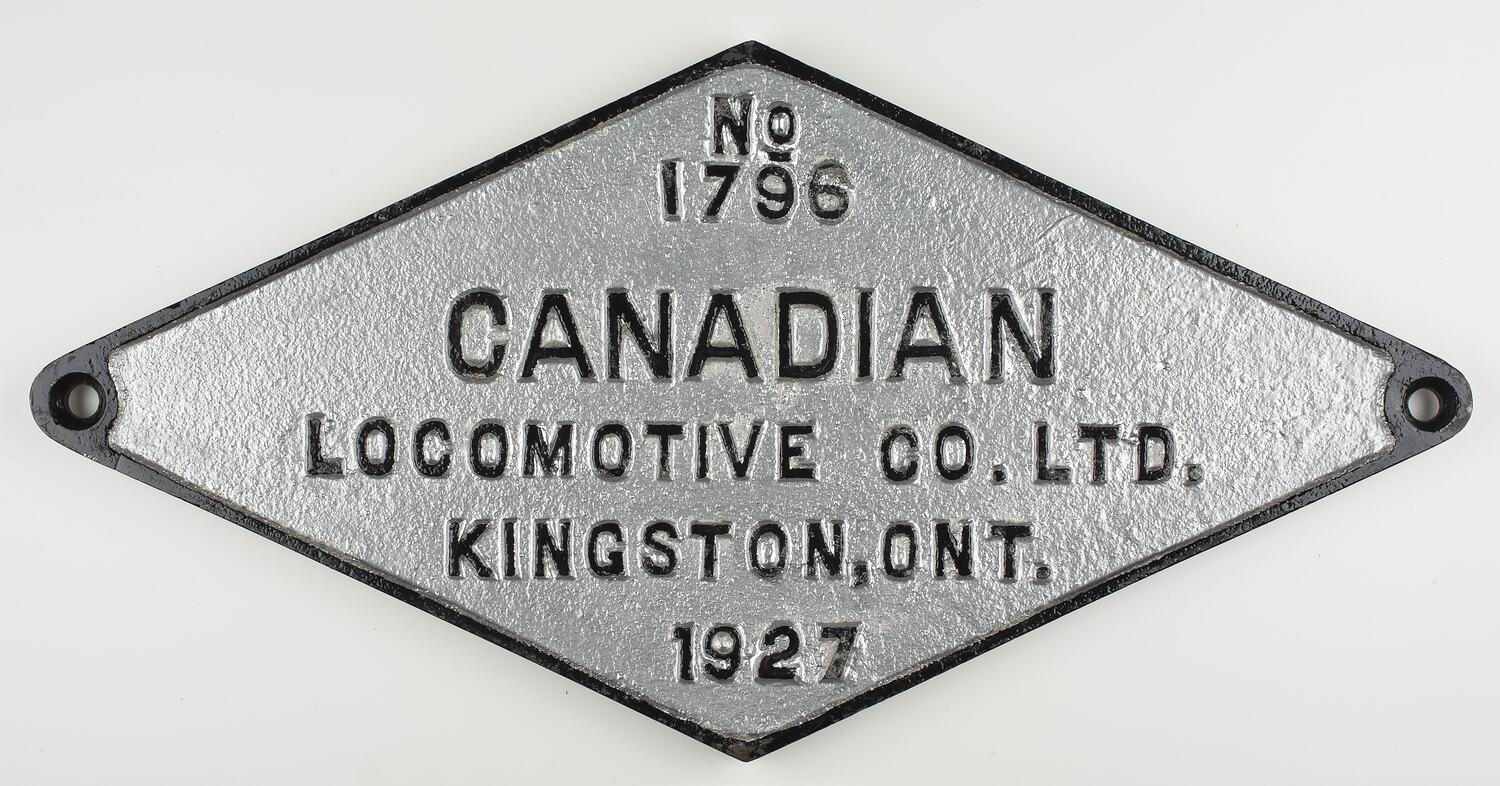 No
1796
CANADIAN
LOCOMOTIVE CO. LTD.
KINGSTON, ONT.
1927